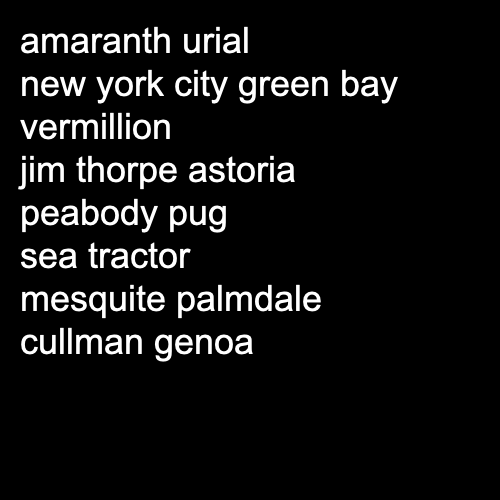 amaranth urial
new york city green bay
vermillion
jim thorpe astoria
peabody pug
sea tractor
mesquite palmdale
cullman genoa